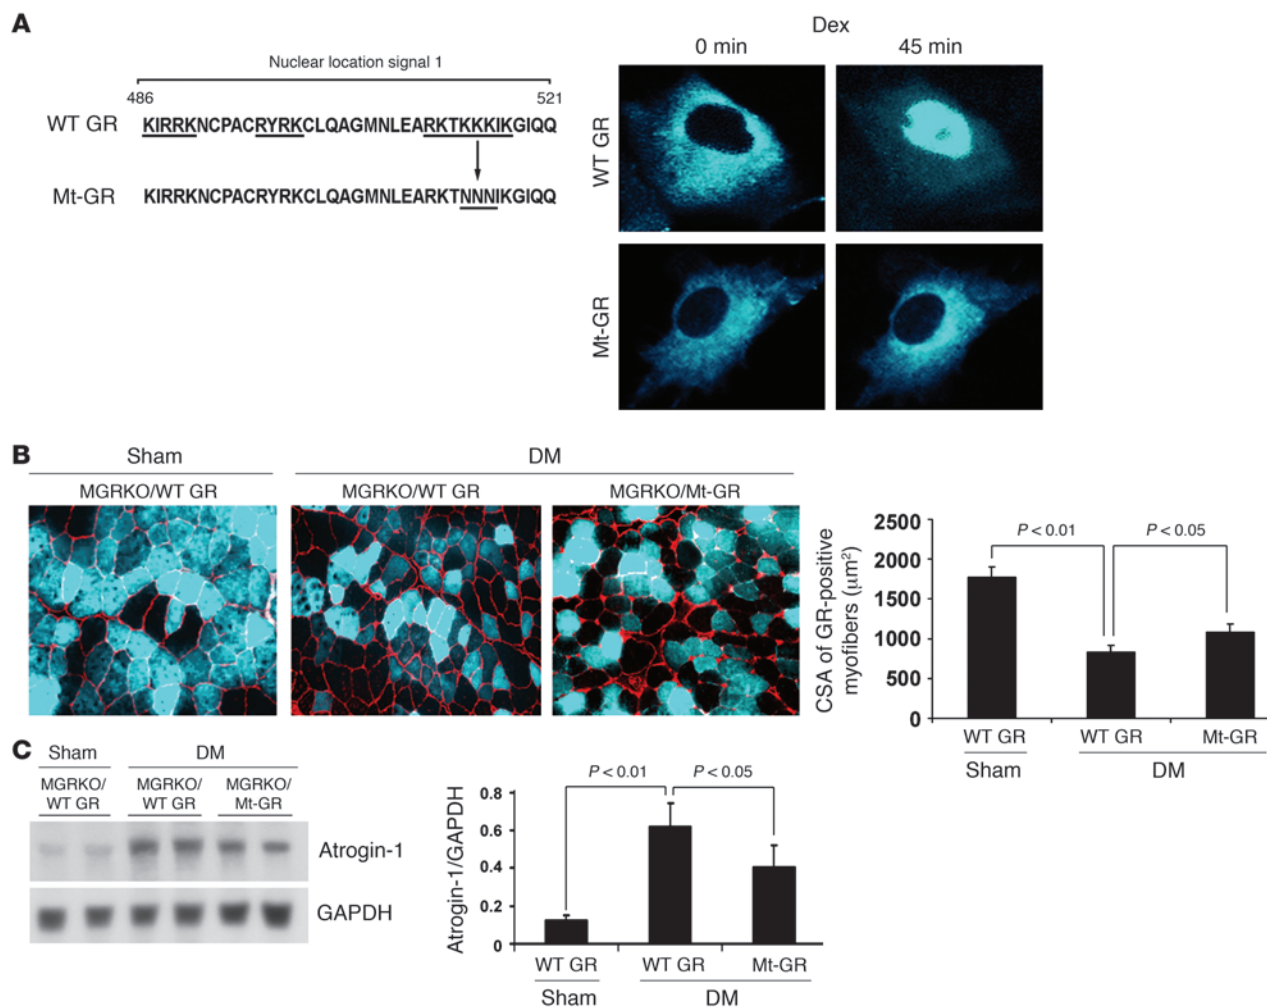 A
Nuclear location signal 1
486 521
WT GR KIRRKNCPACRYRKCLQAGMNLEARKTKKKIKGIQQ
Mt-GR KIRRKNCPACRYRKCLQAGMNLEARKTNNNIKGIQQ
Dex
0 min 45 min
WT GR
Mt-GR
B
Sham DM
MGRKO/WT GR MGRKO/WT GR MGRKO/Mt-GR
CSA of GR-positive
myofibers (μm²)
2500
2000
1500
1000
500
0
P < 0.01 P < 0.05
WT GR WT GR Mt-GR
Sham DM
C
Sham DM
MGRKO/ MGRKO/ MGRKO/
WT GR WT GR Mt-GR
Atrogin-1
GAPDH
Atrogin-1/GAPDH
0.8
0.6
0.4
0.2
0
P < 0.01 P < 0.05
WT GR WT GR Mt-GR
Sham DM